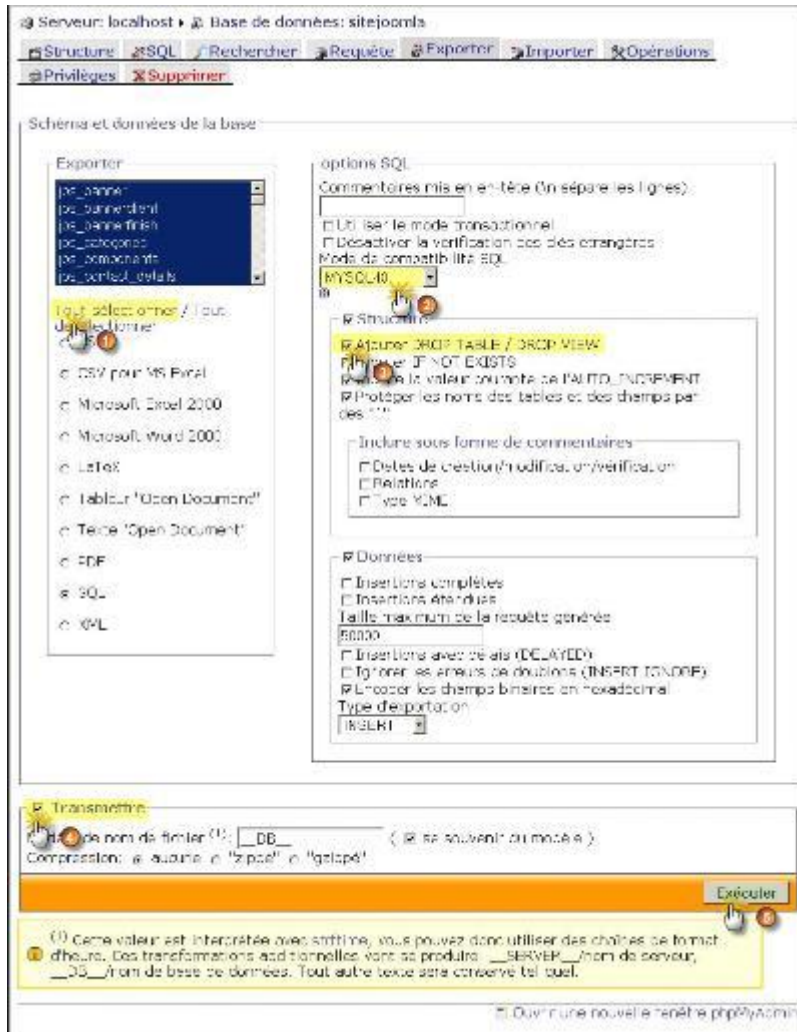 Serveur: localhost ▸ Base de données: sitejoomla
Structure SQL Rechercher Requête Exporter Importer Opérations
Privilèges Supprimer
Schéma et données de la base
Exporter
jos_banner
jos_bannerclient
jos_bannerfinish
jos_categories
jos_components
jos_contact_details
Tout sélectionner / Tout
désélectionner
1
CSV pour MS Excel
Microsoft Excel 2000
Microsoft Word 2000
LaTeX
Tableur "Open Document"
Texte "Open Document"
PDF
SQL
XML
options SQL
Commentaires mis en en-tête (\n sépare les lignes)
Utiliser le mode transactionnel
Désactiver la vérification des clés étrangères
Mode de compatibilité SQL
MYSQL40
2
Structure
Ajouter DROP TABLE / DROP VIEW
3
IF NOT EXISTS
la valeur courante de l'AUTO_INCREMENT
Protéger les noms des tables et des champs par
des "`"
Inclure sous forme de commentaires
Dates de création/modification/vérification
Relations
Type MIME
Données
Insertions complètes
Insertions étendues
Taille maximum de la requête générée
50000
Insertions avec délais (DELAYED)
Ignorer les erreurs de doublons (INSERT IGNORE)
Encoder les champs binaires en hexadécimal
Type d'exportation
INSERT
Transmettre
4
de nom de fichier (1): __DB__ ( se souvenir du modèle )
Compression: aucune "zippé" "gzippé"
Exécuter
5
(1) Cette valeur est interprétée avec strftime, vous pouvez donc utiliser des chaînes de format
d'heure. Ces transformations additionnelles vont se produire: __SERVER__/nom de serveur,
__DB__/nom de base de données. Tout autre texte sera conservé tel quel.
Ouvrir une nouvelle fenêtre phpMyAdmin